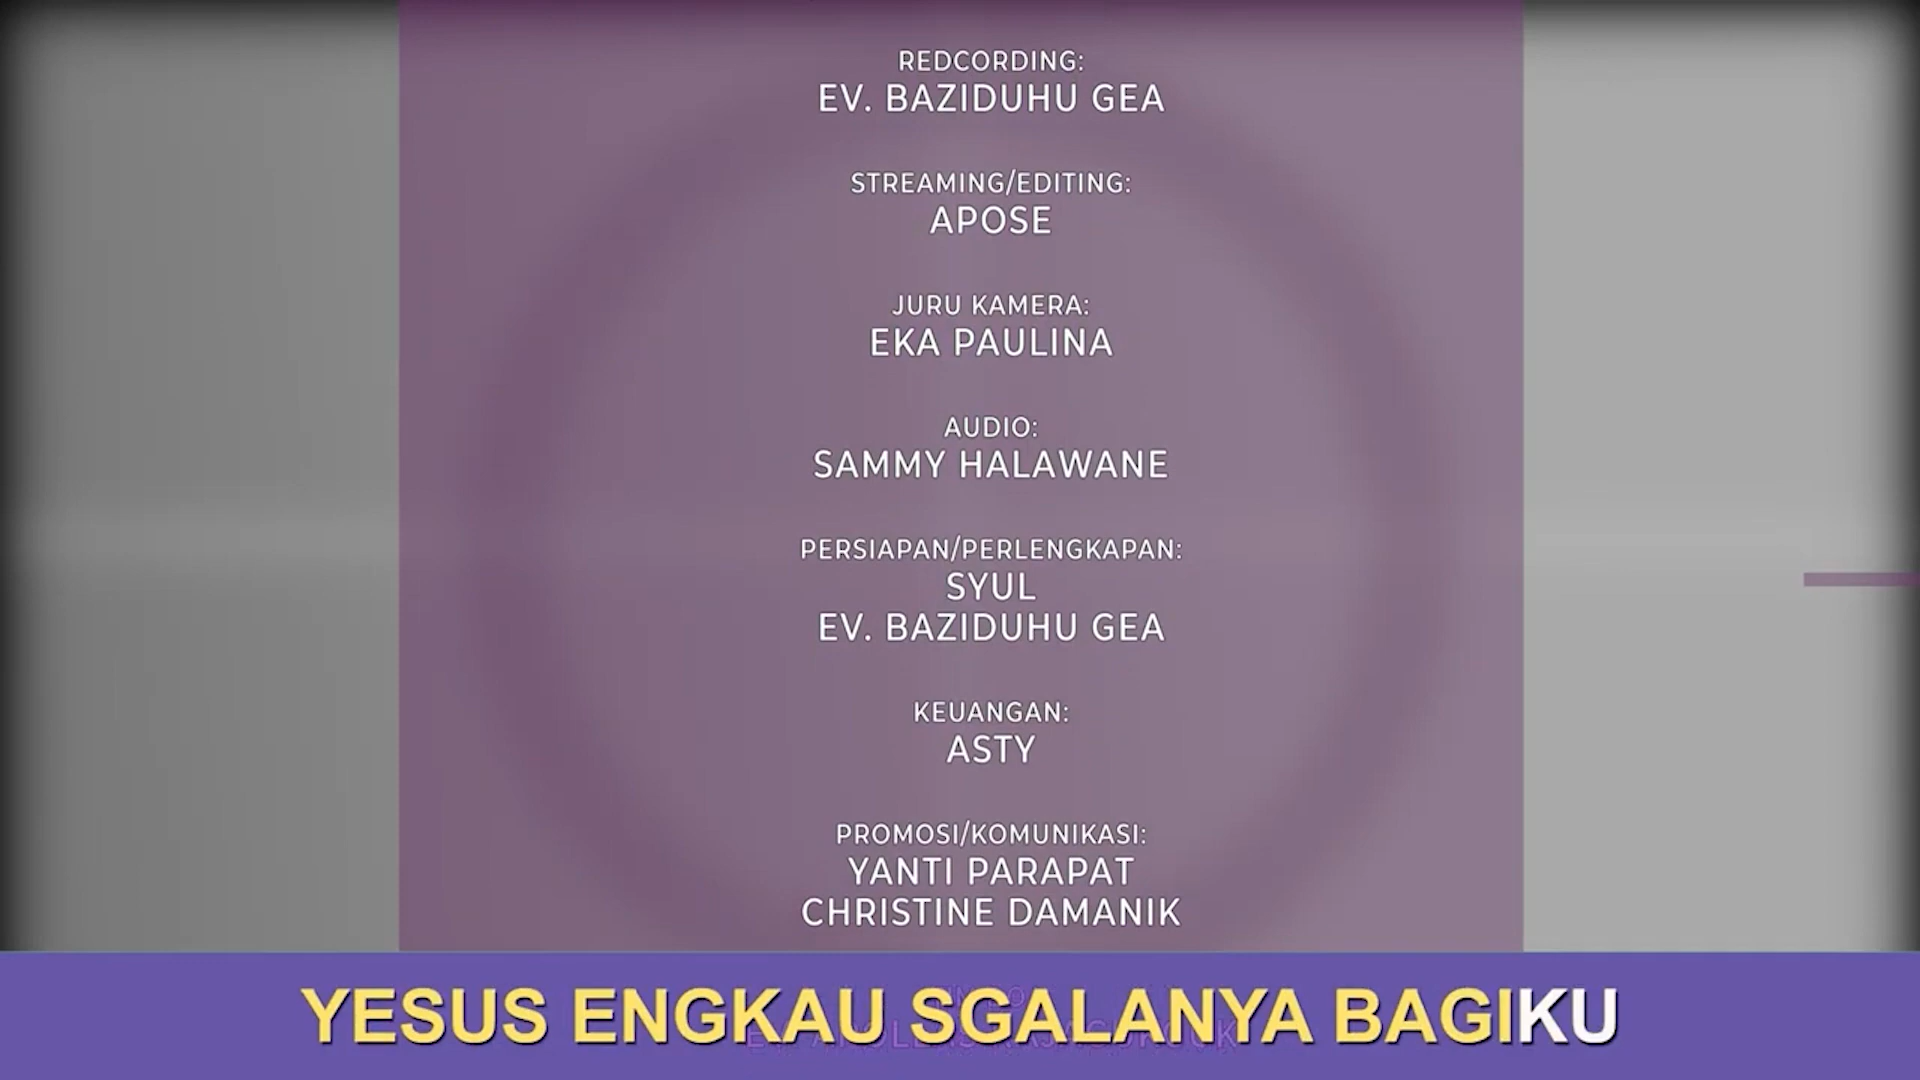 REDCORDING:
EV. BAZIDUHU GEA
STREAMING/EDITING:
APOSE
JURU KAMERA:
EKA PAULINA
AUDIO:
SAMMY HALAWANE
PERSIAPAN/PERLENGKAPAN:
SYUL
EV. BAZIDUHU GEA
KEUANGAN:
ASTY
PROMOSI/KOMUNIKASI:
YANTI PARAPAT
CHRISTINE DAMANIK
YESUS ENGKAU SGALANYA BAGIKU